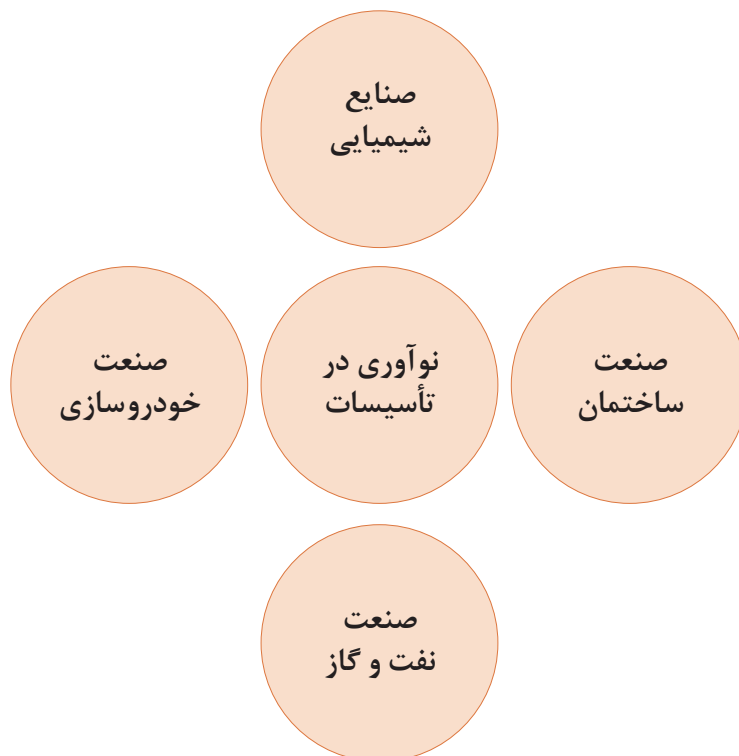 صنایع
شیمیایی
صنعت
ساختمان
نوآوری در
تأسیسات
صنعت
خودروسازی
صنعت
نفت و گاز